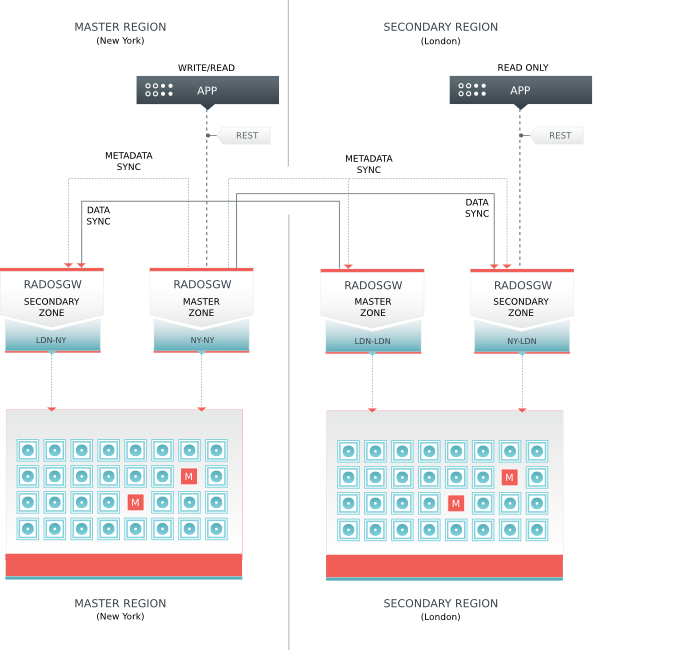 MASTER REGION
(New York)
SECONDARY REGION
(London)
WRITE/READ
APP
READ ONLY
APP
REST
REST
METADATA
SYNC
METADATA
SYNC
DATA
SYNC
DATA
SYNC
RADOSGW
SECONDARY
ZONE
LDN-NY
RADOSGW
MASTER
ZONE
NY-NY
RADOSGW
MASTER
ZONE
LDN-LDN
RADOSGW
SECONDARY
ZONE
NY-LDN
M
M
M
M
MASTER REGION
(New York)
SECONDARY REGION
(London)